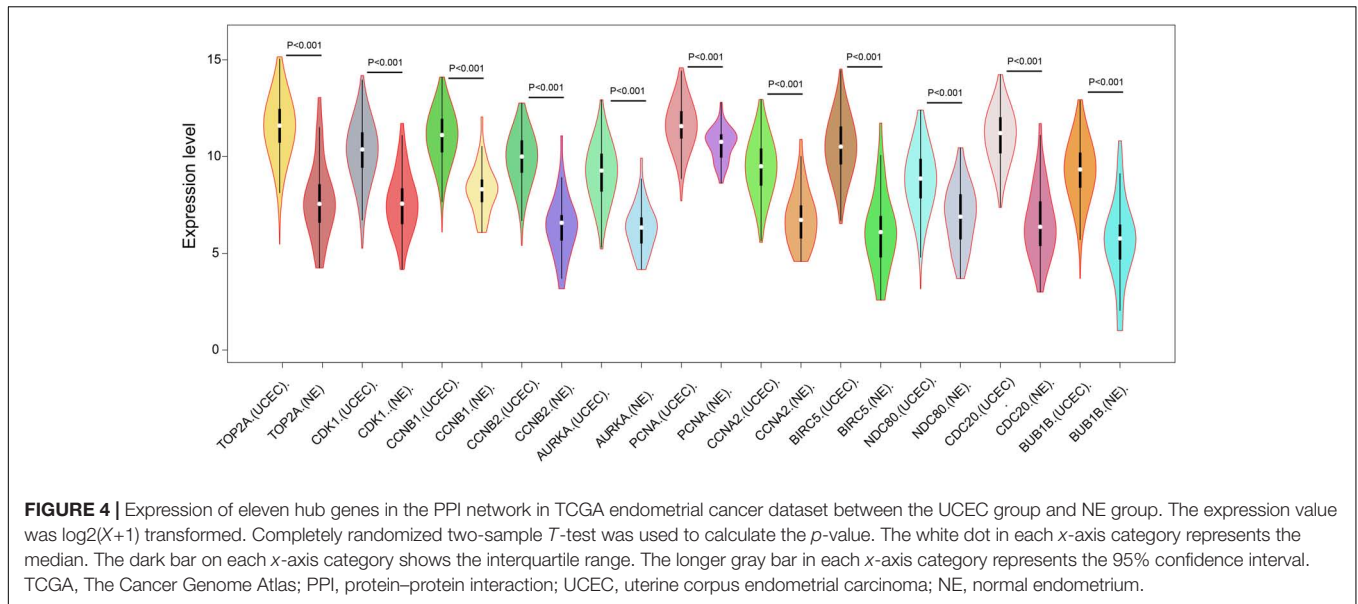 P<0.001
P<0.001
P<0.001
P<0.001
P<0.001
P<0.001
P<0.001
P<0.001
P<0.001
P<0.001
P<0.001
Expression level
15
10
5
0
TOP2A.(UCEC).
TOP2A.(NE)
CDK1.(UCEC).
CDK1..(NE).
CCNB1.(UCEC).
CCNB1.(NE).
CCNB2.(UCEC).
CCNB2.(NE).
AURKA.(UCEC).
AURKA.(NE).
PCNA.(UCEC).
PCNA.(NE).
CCNA2.(UCEC).
CCNA2.(NE).
BIRC5.(UCEC).
BIRC5.(NE).
NDC80.(UCEC).
NDC80.(NE).
CDC20.(UCEC).
CDC20.(NE).
BUB1B.(UCEC).
BUB1B.(NE).
FIGURE 4 | Expression of eleven hub genes in the PPI network in TCGA endometrial cancer dataset between the UCEC group and NE group. The expression value
was log2(X+1) transformed. Completely randomized two-sample T-test was used to calculate the p-value. The white dot in each x-axis category represents the
median. The dark bar on each x-axis category shows the interquartile range. The longer gray bar in each x-axis category represents the 95% confidence interval.
TCGA, The Cancer Genome Atlas; PPI, protein–protein interaction; UCEC, uterine corpus endometrial carcinoma; NE, normal endometrium.